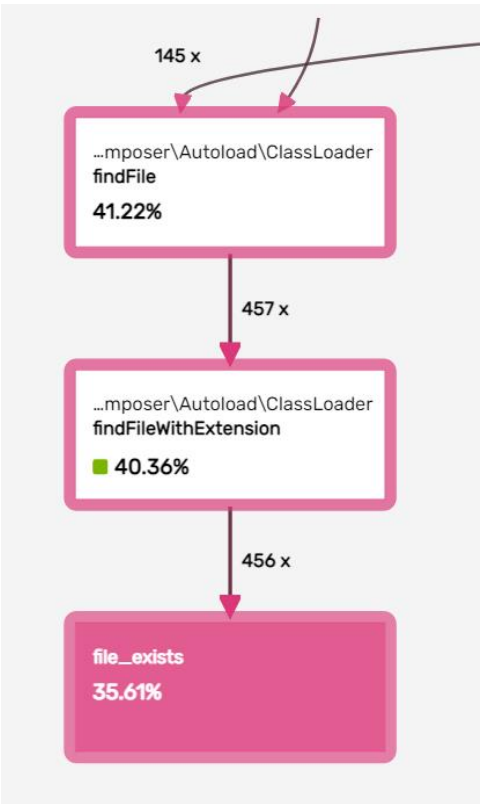 145 x
…mposer\Autoload\ClassLoader
findFile
41.22%
457 x
…mposer\Autoload\ClassLoader
findFileWithExtension
40.36%
456 x
file_exists
35.61%